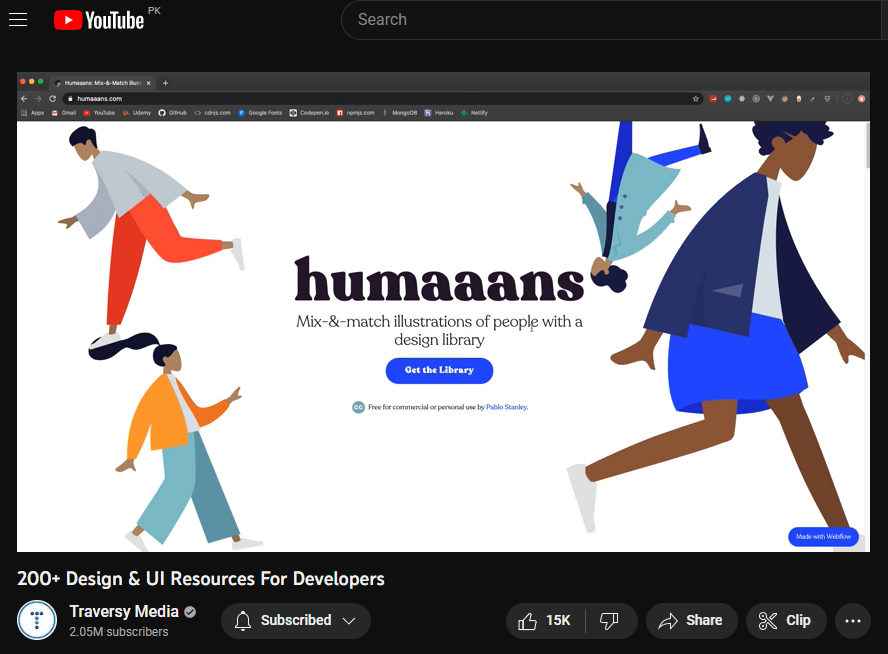 YouTube PK
Search
Humaaans: Mix-&-Match Illust
humaaans.com
Apps Gmail YouTube Udemy GitHub cdnjs.com Google Fonts Codepen.io npmjs.com MongoDB Heroku Netlify
humaaans
Mix-&-match illustrations of people with a
design library
Get the Library
CC Free for commercial or personal use by Pablo Stanley.
Made with Webflow
200+ Design & UI Resources For Developers
Traversy Media
2.05M subscribers
Subscribed
15K
Share
Clip